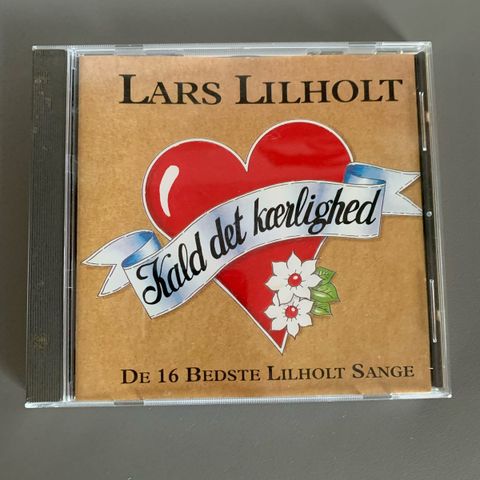 LARS LILHOLT
Kald det kærlighed
DE 16 BEDSTE LILHOLT SANGE